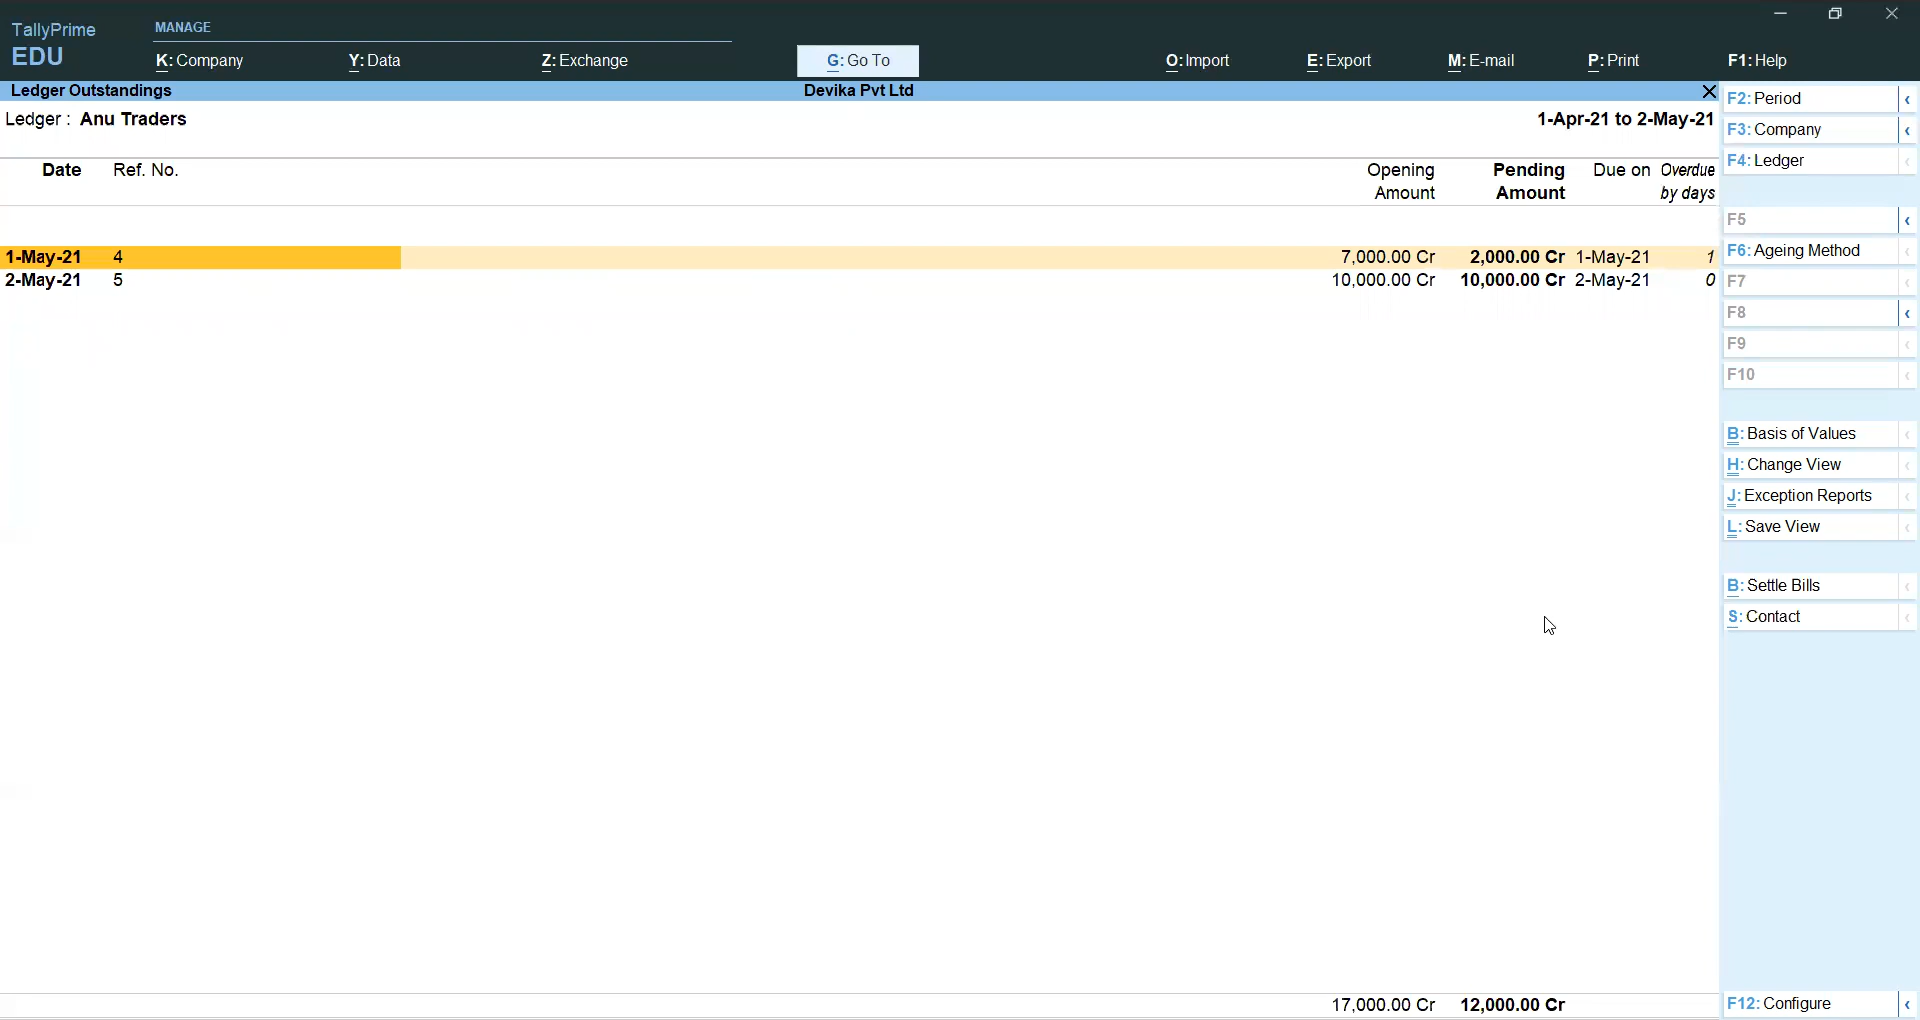 TallyPrime
EDU
MANAGE
K: Company Y: Data Z: Exchange G: Go To O: Import E: Export M: E-mail P: Print F1: Help
Ledger Outstandings Devika Pvt Ltd
Ledger : Anu Traders 1-Apr-21 to 2-May-21
Date Ref. No. Opening Amount Pending Amount Due on Overdue by days
1-May-21 4 7,000.00 Cr 2,000.00 Cr 1-May-21 1
2-May-21 5 10,000.00 Cr 10,000.00 Cr 2-May-21 0
17,000.00 Cr 12,000.00 Cr
F2: Period
F3: Company
F4: Ledger
F5
F6: Ageing Method
F7
F8
F9
F10
B: Basis of Values
H: Change View
J: Exception Reports
L: Save View
B: Settle Bills
S: Contact
F12: Configure